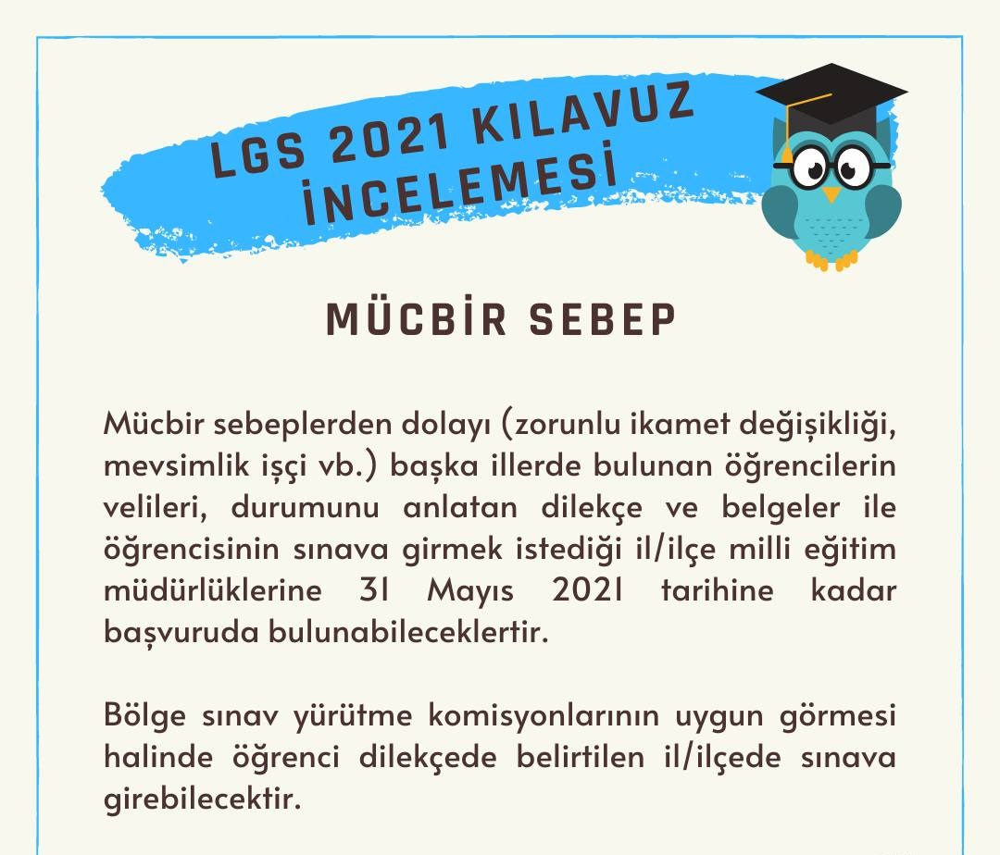 LGS 2021 KILAVUZ
İNCELEMESİ
MÜCBİR SEBEP
Mücbir sebeplerden dolayı (zorunlu ikamet değişikliği,
mevsimlik işçi vb.) başka illerde bulunan öğrencilerin
velileri, durumunu anlatan dilekçe ve belgeler ile
öğrencisinin sınava girmek istediği il/ilçe milli eğitim
müdürlüklerine 31 Mayıs 2021 tarihine kadar
başvuruda bulunabileceklertir.
Bölge sınav yürütme komisyonlarının uygun görmesi
halinde öğrenci dilekçede belirtilen il/ilçede sınava
girebilecektir.